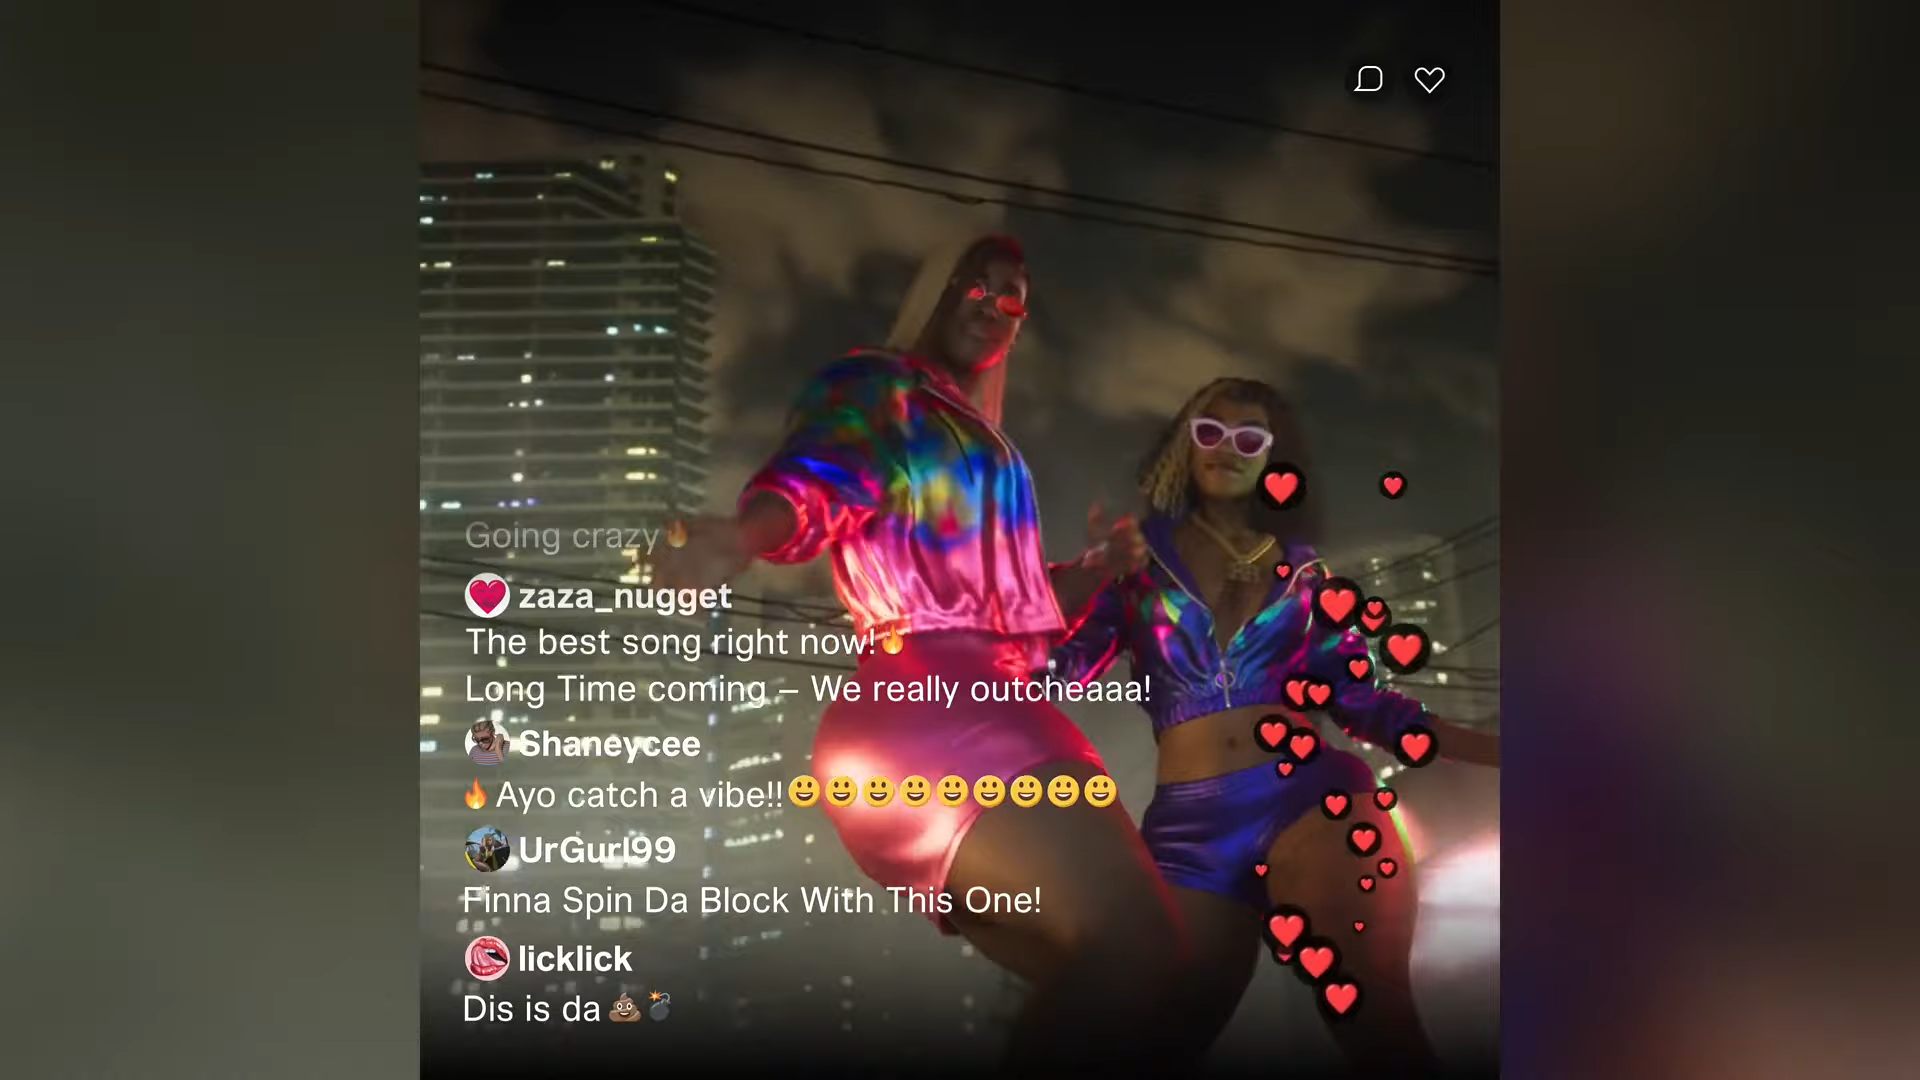 Going crazy🔥
zaza_nugget
The best song right now!🔥
Long Time coming – We really outcheaaa!
Shaneycee
🔥Ayo catch a vibe!!😀😀😀😀😀😀😀😀😀
UrGurl99
Finna Spin Da Block With This One!
licklick
Dis is da💩💣